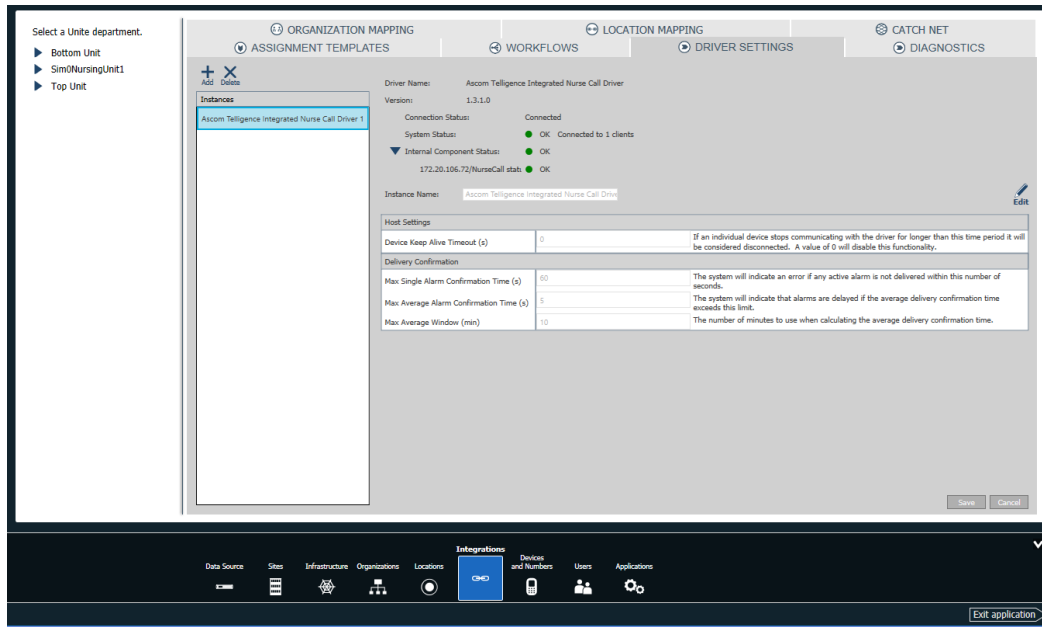 Select a Unite department.
Bottom Unit
Sim0NursingUnit1
Top Unit
ORGANIZATION MAPPING
LOCATION MAPPING
CATCH NET
ASSIGNMENT TEMPLATES
WORKFLOWS
DRIVER SETTINGS
DIAGNOSTICS
Add Delete
Instances
Ascom Telligence Integrated Nurse Call Driver 1
Driver Name: Ascom Telligence Integrated Nurse Call Driver
Version: 1.3.1.0
Connection Status: Connected
System Status: OK Connected to 1 clients
Internal Component Status: OK
172.20.106.72/NurseCall stat OK
Instance Name: Ascom Telligence Integrated Nurse Call Drive
Edit
Host Settings
Device Keep Alive Timeout (s) 0 If an individual device stops communicating with the driver for longer than this time period it will
be considered disconnected. A value of 0 will disable this functionality.
Delivery Confirmation
Max Single Alarm Confirmation Time (s) 60 The system will indicate an error if any active alarm is not delivered within this number of
seconds.
Max Average Alarm Confirmation Time (s) 5 The system will indicate that alarms are delayed if the average delivery confirmation time
exceeds this limit.
Max Average Window (min) 10 The number of minutes to use when calculating the average delivery confirmation time.
Save Cancel
Data Source
Sites
Infrastructure
Organizations
Locations
Integrations
Devices
and Numbers
Users
Applications
Exit application